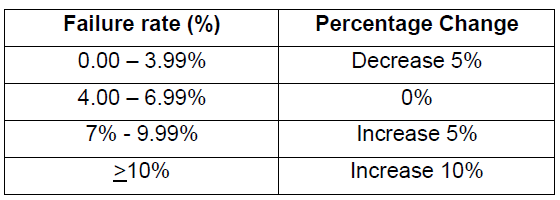 Failure rate (%) Percentage Change
0.00 – 3.99% Decrease 5%
4.00 – 6.99% 0%
7% - 9.99% Increase 5%
≥10% Increase 10%